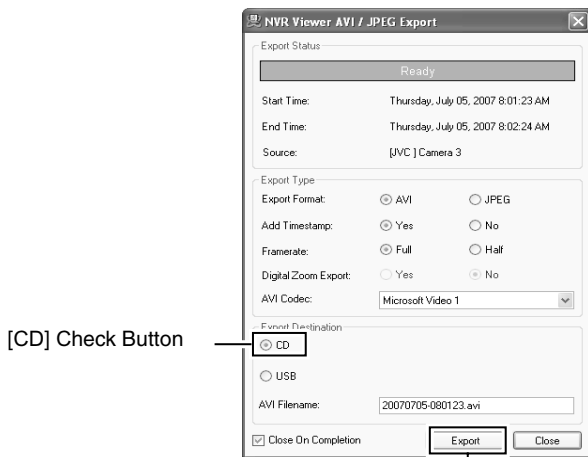 NVR Viewer AVI / JPEG Export
Export Status
Ready
Start Time: Thursday, July 05, 2007 8:01:23 AM
End Time: Thursday, July 05, 2007 8:02:24 AM
Source: [JVC ] Camera 3
Export Type
Export Format: AVI JPEG
Add Timestamp: Yes No
Framerate: Full Half
Digital Zoom Export: Yes No
AVI Codec: Microsoft Video 1
Export Destination
[CD] Check Button
CD
USB
AVI Filename: 20070705-080123.avi
Close On Completion Export Close